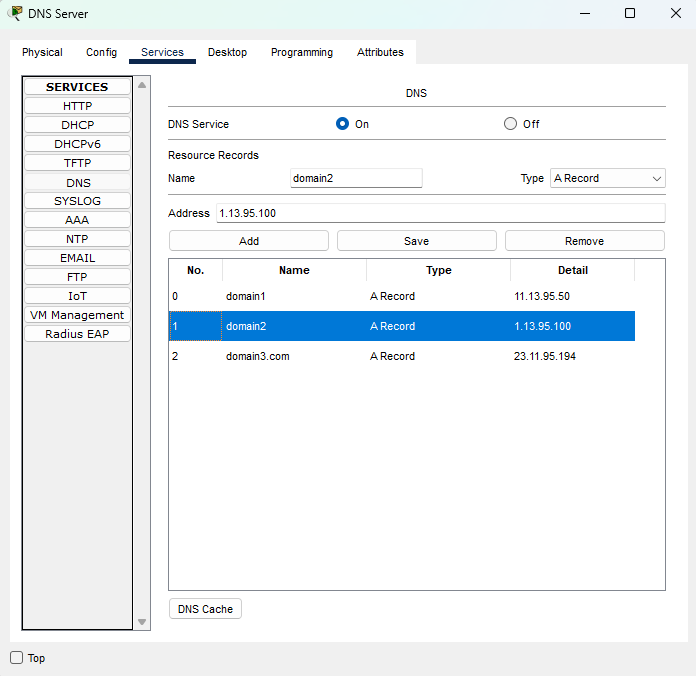 DNS Server
Physical Config Services Desktop Programming Attributes
SERVICES
HTTP
DHCP
DHCPv6
TFTP
DNS
SYSLOG
AAA
NTP
EMAIL
FTP
IoT
VM Management
Radius EAP
DNS
DNS Service On Off
Resource Records
Name domain2 Type A Record
Address 1.13.95.100
Add Save Remove
No. Name Type Detail
0 domain1 A Record 11.13.95.50
1 domain2 A Record 1.13.95.100
2 domain3.com A Record 23.11.95.194
DNS Cache
Top